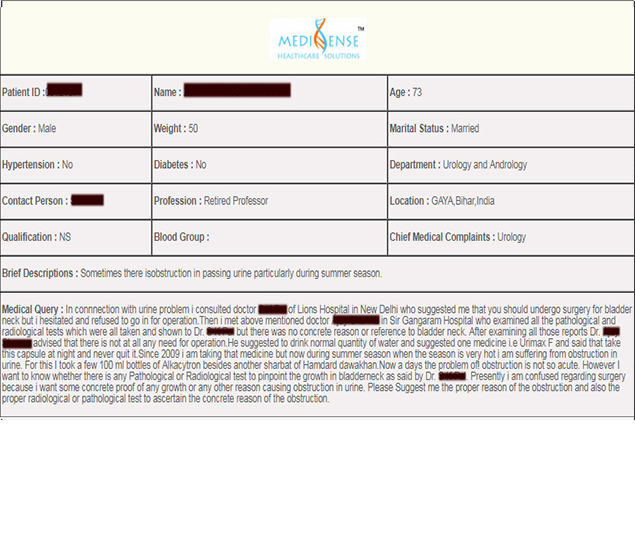 MEDISENSE TM
HEALTHCARE SOLUTIONS
Patient ID :
Name :
Age : 73
Gender : Male
Weight : 50
Marital Status : Married
Hypertension : No
Diabetes : No
Department : Urology and Andrology
Contact Person :
Profession : Retired Professor
Location : GAYA,Bihar,India
Qualification : NS
Blood Group :
Chief Medical Complaints : Urology
Brief Descriptions : Sometimes there isobstruction in passing urine particularly during summer season.
Medical Query : In connnection with urine problem i consulted doctor of Lions Hospital in New Delhi who suggested me that you should undergo surgery for bladder
neck but i hesitated and refused to go in for operation.Then i met above mentioned doctor in Sir Gangaram Hospital who examined all the pathological and
radiological tests which were all taken and shown to Dr. but there was no concrete reason or reference to bladder neck. After examining all those reports Dr.
advised that there is not at all any need for operation.He suggested to drink normal quantity of water and suggested one medicine i.e Urimax F and said that take
this capsule at night and never quit it.Since 2009 i am taking that medicine but now during summer season when the season is very hot i am suffering from obstruction in
urine. For this I took a few 100 ml bottles of Alkacytron besides another sharbat of Hamdard dawakhan.Now a days the problem of obstruction is not so acute. However I
want to know whether there is any Pathological or Radiological test to pinpoint the growth in bladderneck as said by Dr. . Presently i am confused regarding surgery
because i want some concrete proof of any growth or any other reason causing obstruction in urine. Please Suggest me the proper reason of the obstruction and also the
proper radiological or pathological test to ascertain the concrete reason of the obstruction.